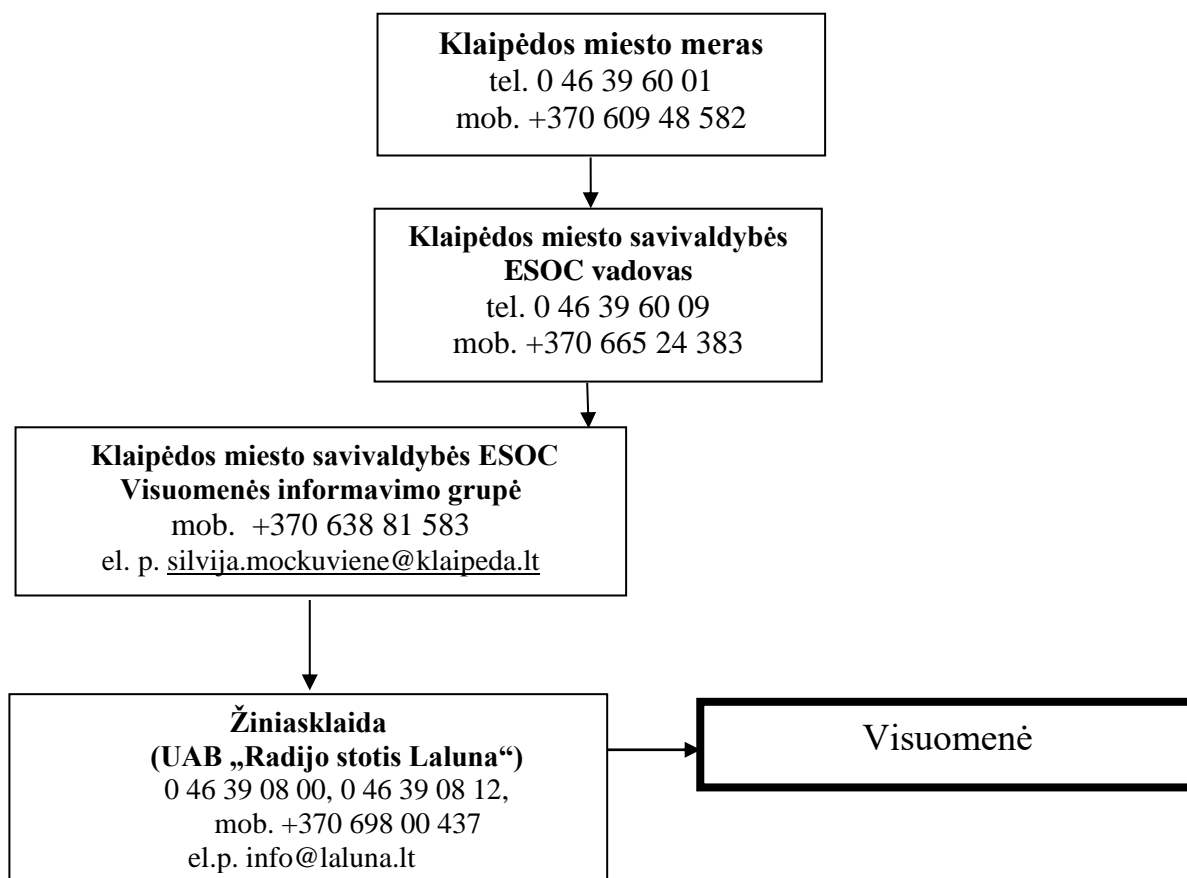 Klaipėdos miesto meras
tel. 0 46 39 60 01
mob. +370 609 48 582
Klaipėdos miesto savivaldybės
ESOC vadovas
tel. 0 46 39 60 09
mob. +370 665 24 383
Klaipėdos miesto savivaldybės ESOC
Visuomenės informavimo grupė
mob. +370 638 81 583
el. p. silvija.mockuviene@klaipeda.lt
Žiniasklaida
(UAB „Radijo stotis Laluna“)
0 46 39 08 00, 0 46 39 08 12,
mob. +370 698 00 437
el.p. info@laluna.lt
Visuomenė